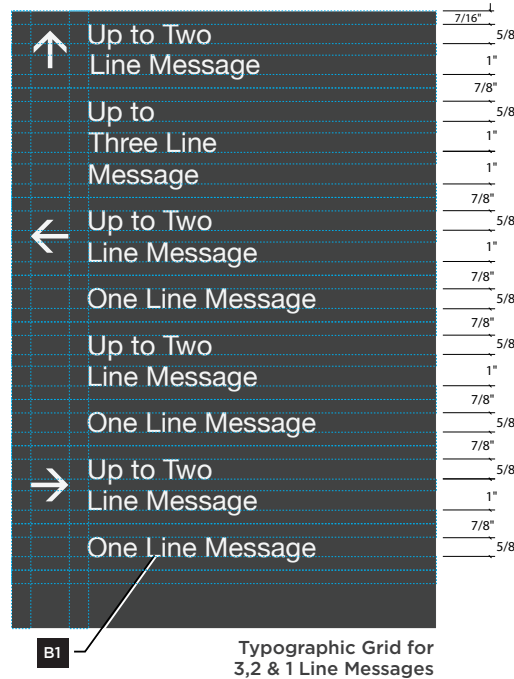 7/16"
Up to Two
5/8
Line Message
1"
7/8"
Up to
5/8
Three Line
1"
Message
1"
7/8"
Up to Two
5/8
Line Message
1"
7/8"
One Line Message
5/8
7/8"
Up to Two
5/8
Line Message
1"
7/8"
One Line Message
5/8
7/8"
Up to Two
5/8
Line Message
1"
7/8"
One Line Message
5/8
B1
Typographic Grid for
3,2 & 1 Line Messages